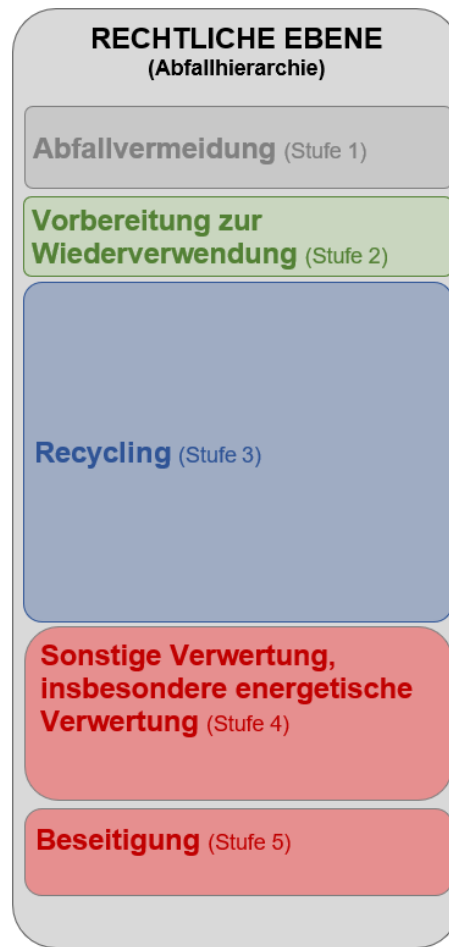 RECHTLICHE EBENE
(Abfallhierarchie)
Abfallvermeidung (Stufe 1)
Vorbereitung zur
Wiederverwendung (Stufe 2)
Recycling (Stufe 3)
Sonstige Verwertung,
insbesondere energetische
Verwertung (Stufe 4)
Beseitigung (Stufe 5)